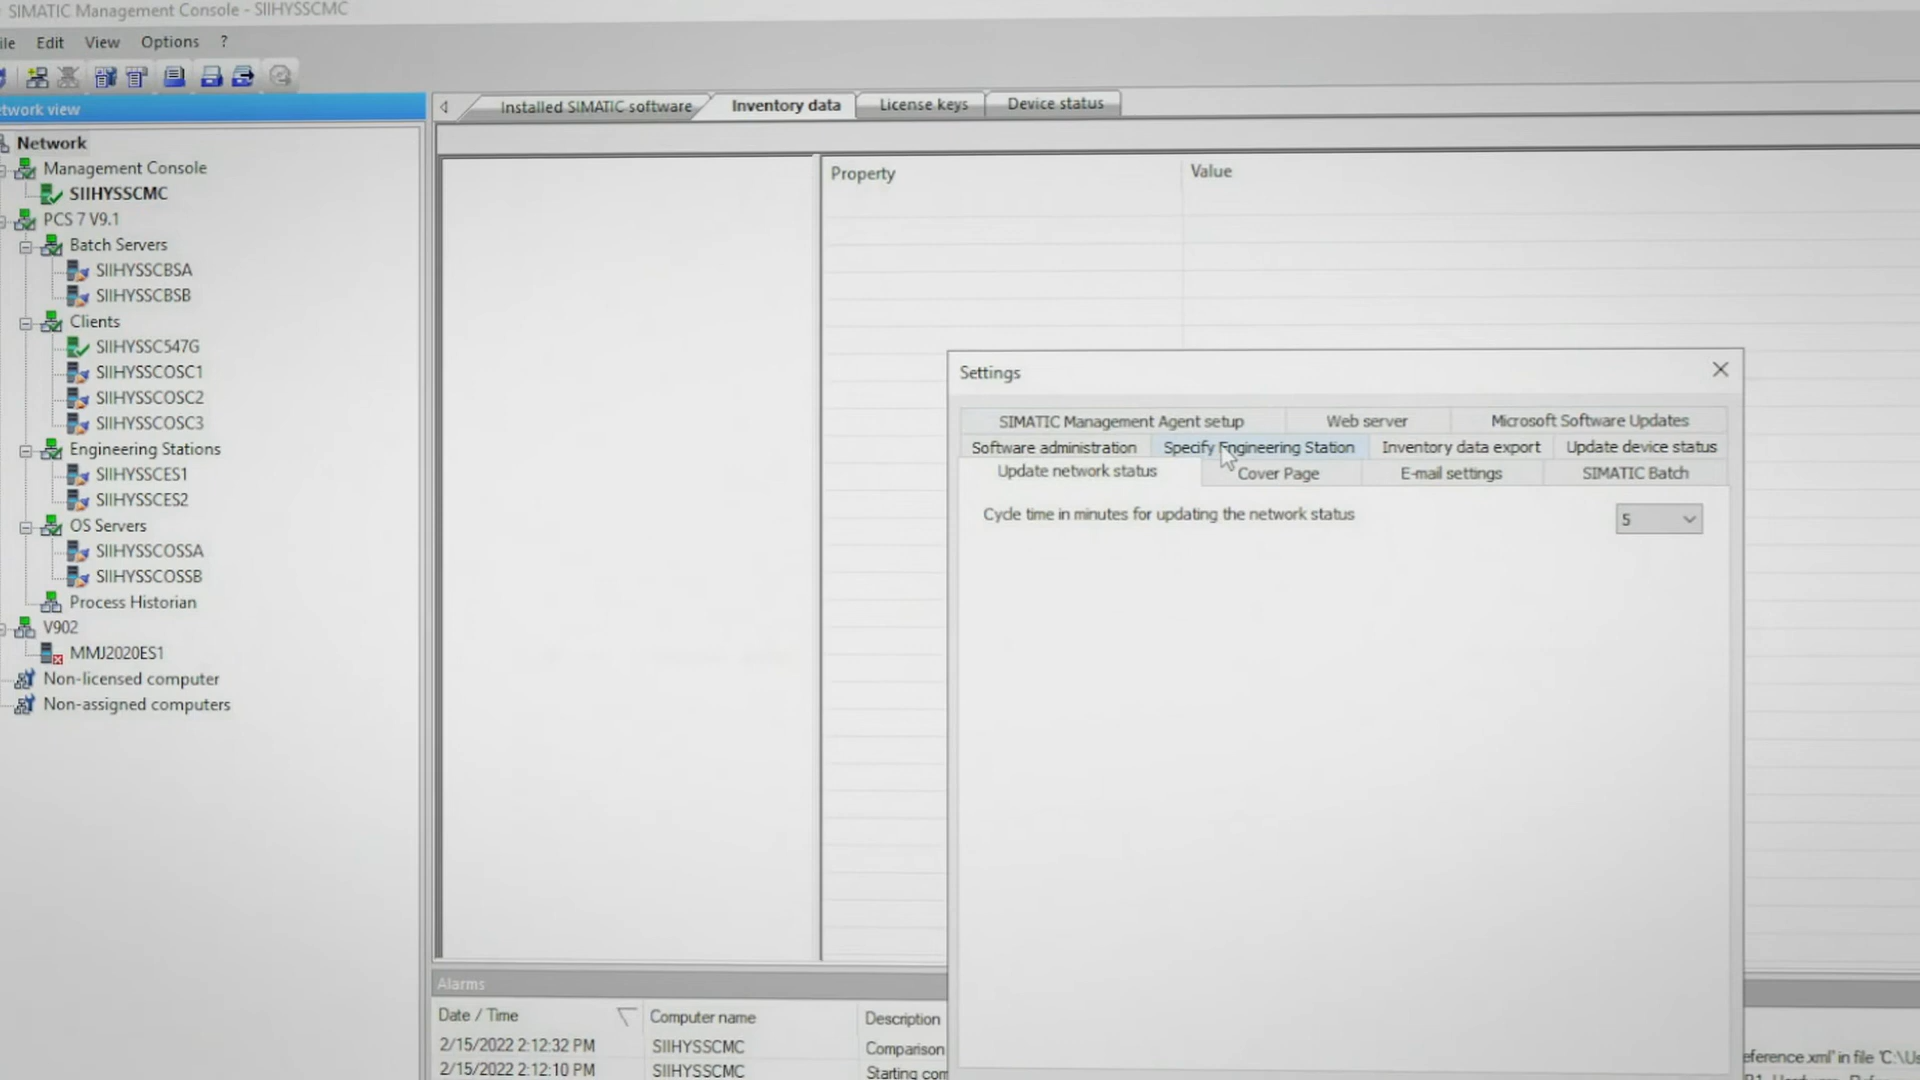 SIMATIC Management Console - SIIHYSSCMC
Edit View Options ?
Network view
Network
Management Console
SIIHYSSCMC
PCS 7 V9.1
Batch Servers
SIIHYSSCBSA
SIIHYSSCBSB
Clients
SIIHYSSC547G
SIIHYSSCOSC1
SIIHYSSCOSC2
SIIHYSSCOSC3
Engineering Stations
SIIHYSSCES1
SIIHYSSCES2
OS Servers
SIIHYSSCOSSA
SIIHYSSCOSSB
Process Historian
V902
MMJ2020ES1
Non-licensed computer
Non-assigned computers
Installed SIMATIC software Inventory data License keys Device status
Property Value
Settings
SIMATIC Management Agent setup Web server Microsoft Software Updates
Software administration Specify Engineering Station Inventory data export Update device status
Update network status Cover Page E-mail settings SIMATIC Batch
Cycle time in minutes for updating the network status 5
Alarms
Date / Time Computer name Description
2/15/2022 2:12:32 PM SIIHYSSCMC Comparison
2/15/2022 2:12:10 PM SIIHYSSCMC Starting com
eference.xml' in file 'C:\Us